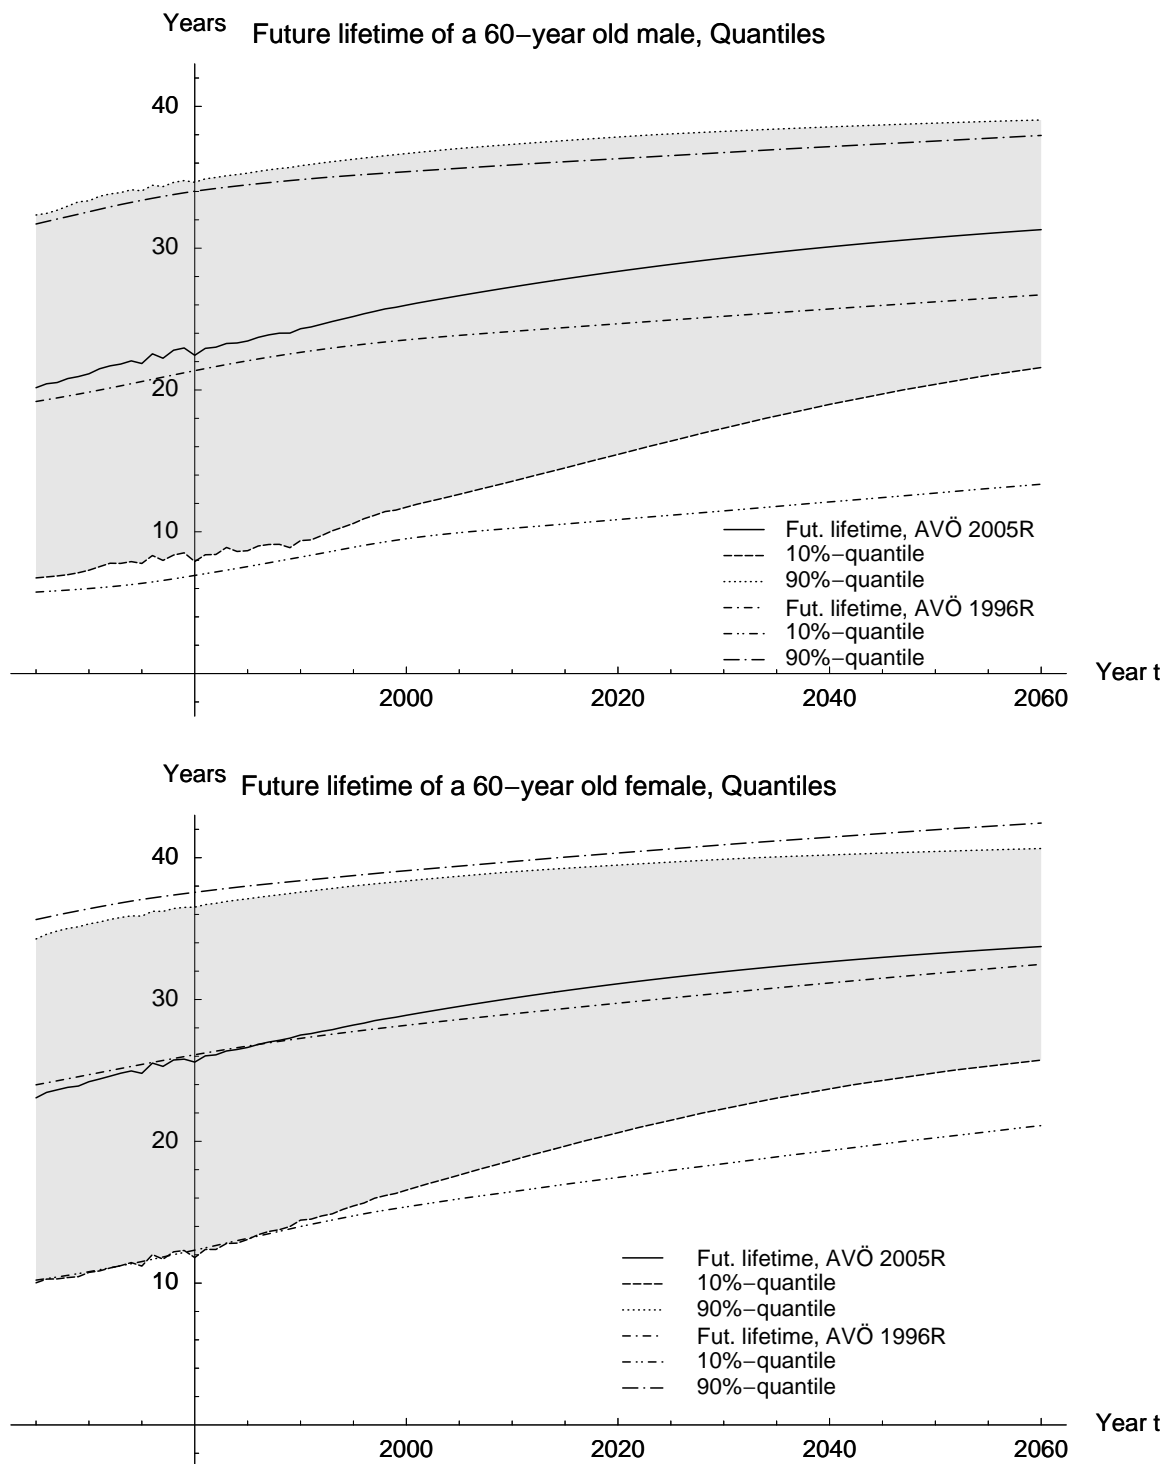 Years
Future lifetime of a 60−year old male, Quantiles
40
30
20
10
Fut. lifetime, AVÖ 2005R
10%−quantile
90%−quantile
Fut. lifetime, AVÖ 1996R
10%−quantile
90%−quantile
Year t
2000 2020 2040 2060
Years
Future lifetime of a 60−year old female, Quantiles
40
30
20
10
Fut. lifetime, AVÖ 2005R
10%−quantile
90%−quantile
Fut. lifetime, AVÖ 1996R
10%−quantile
90%−quantile
Year t
2000 2020 2040 2060